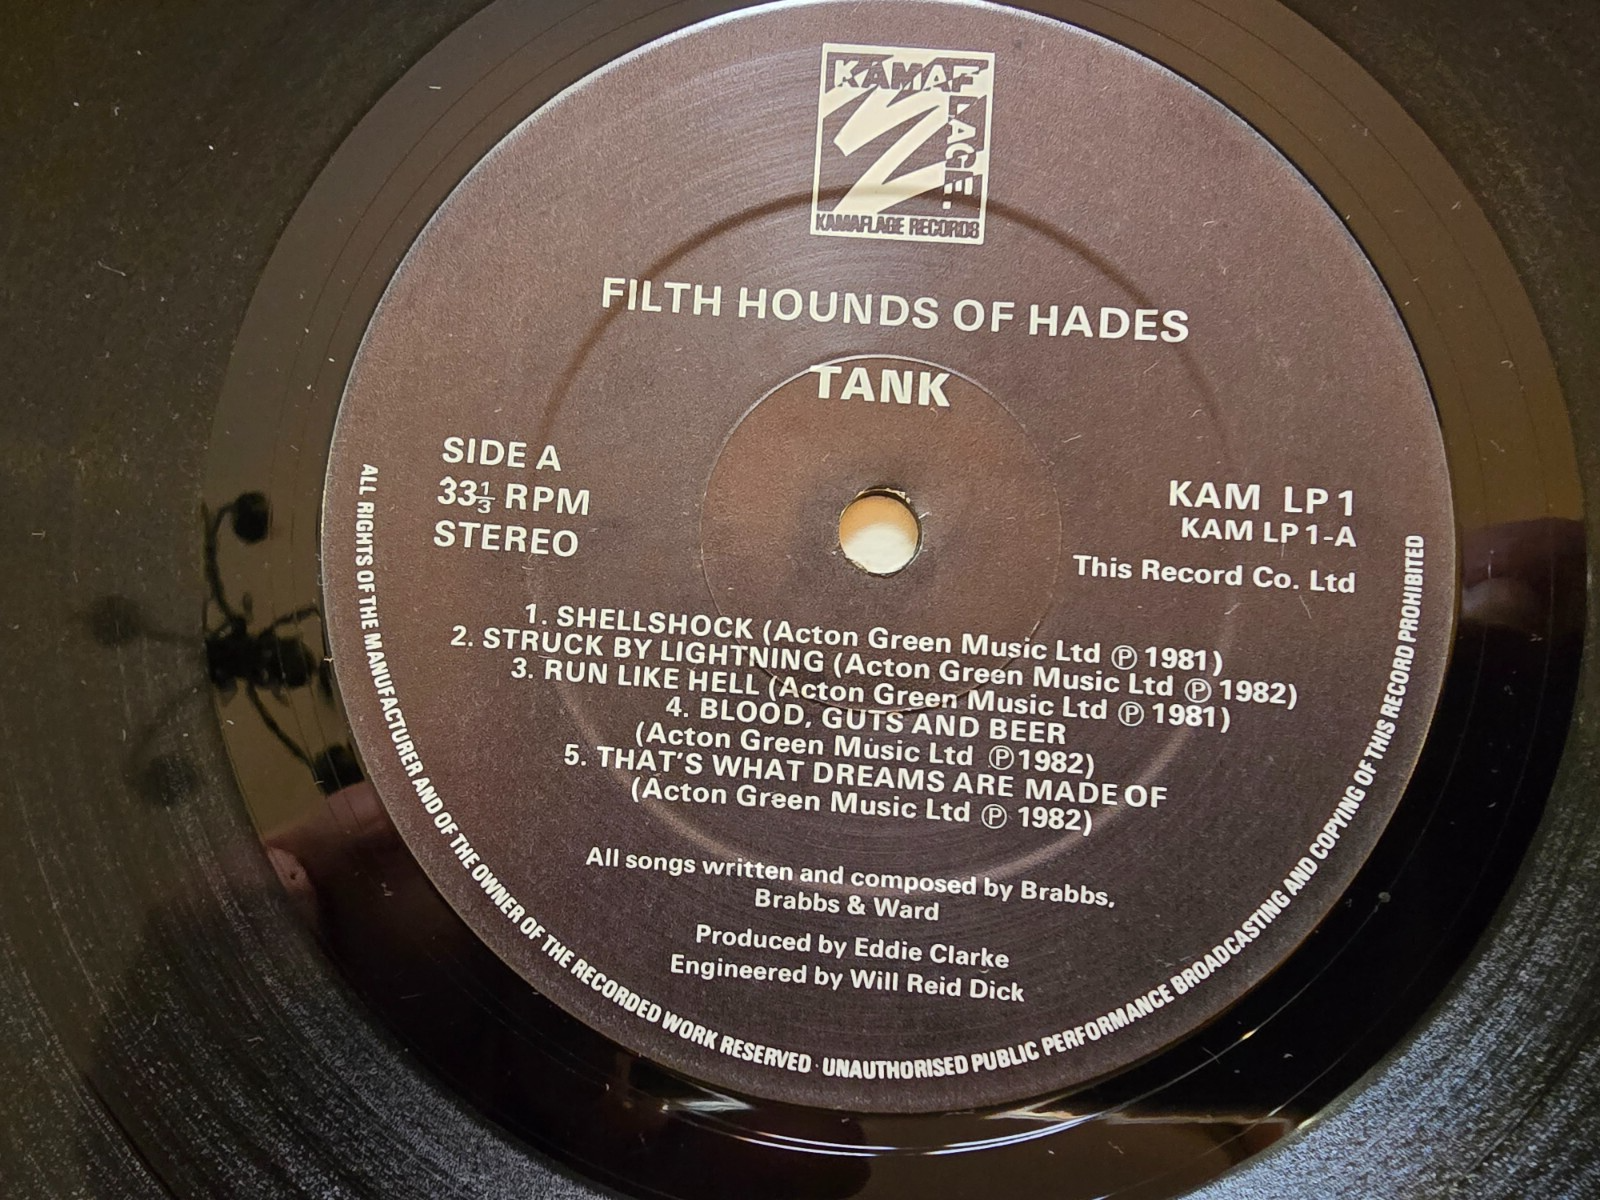 KAMAF
LAGE.
KAMAFLAGE RECORDS
FILTH HOUNDS OF HADES
TANK
SIDE A
33⅓ RPM
STEREO
KAM LP 1
KAM LP 1-A
This Record Co. Ltd
1. SHELLSHOCK (Acton Green Music Ltd Ⓟ 1981)
2. STRUCK BY LIGHTNING (Acton Green Music Ltd Ⓟ 1982)
3. RUN LIKE HELL (Acton Green Music Ltd Ⓟ 1981)
4. BLOOD, GUTS AND BEER
(Acton Green Music Ltd Ⓟ 1982)
5. THAT'S WHAT DREAMS ARE MADE OF
(Acton Green Music Ltd Ⓟ 1982)
All songs written and composed by Brabbs,
Brabbs & Ward
Produced by Eddie Clarke
Engineered by Will Reid Dick
ALL RIGHTS OF THE MANUFACTURER AND OF THE OWNER OF THE RECORDED WORK RESERVED · UNAUTHORISED PUBLIC PERFORMANCE BROADCASTING AND COPYING OF THIS RECORD PROHIBITED